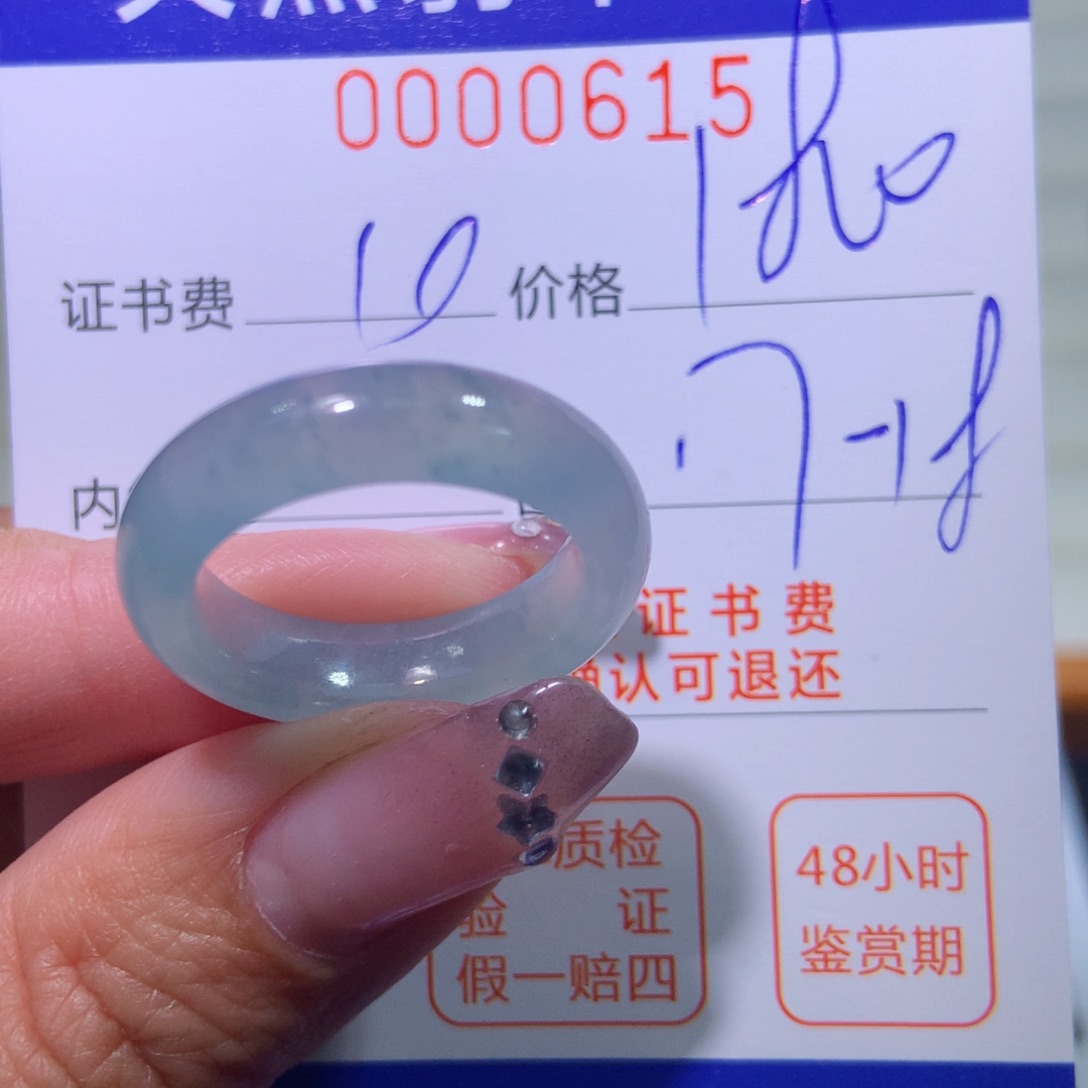 0000615
证书费 10 价格
内
7-18
证书费
确认可退还
质检
验 证
假一赔四
48小时
鉴赏期